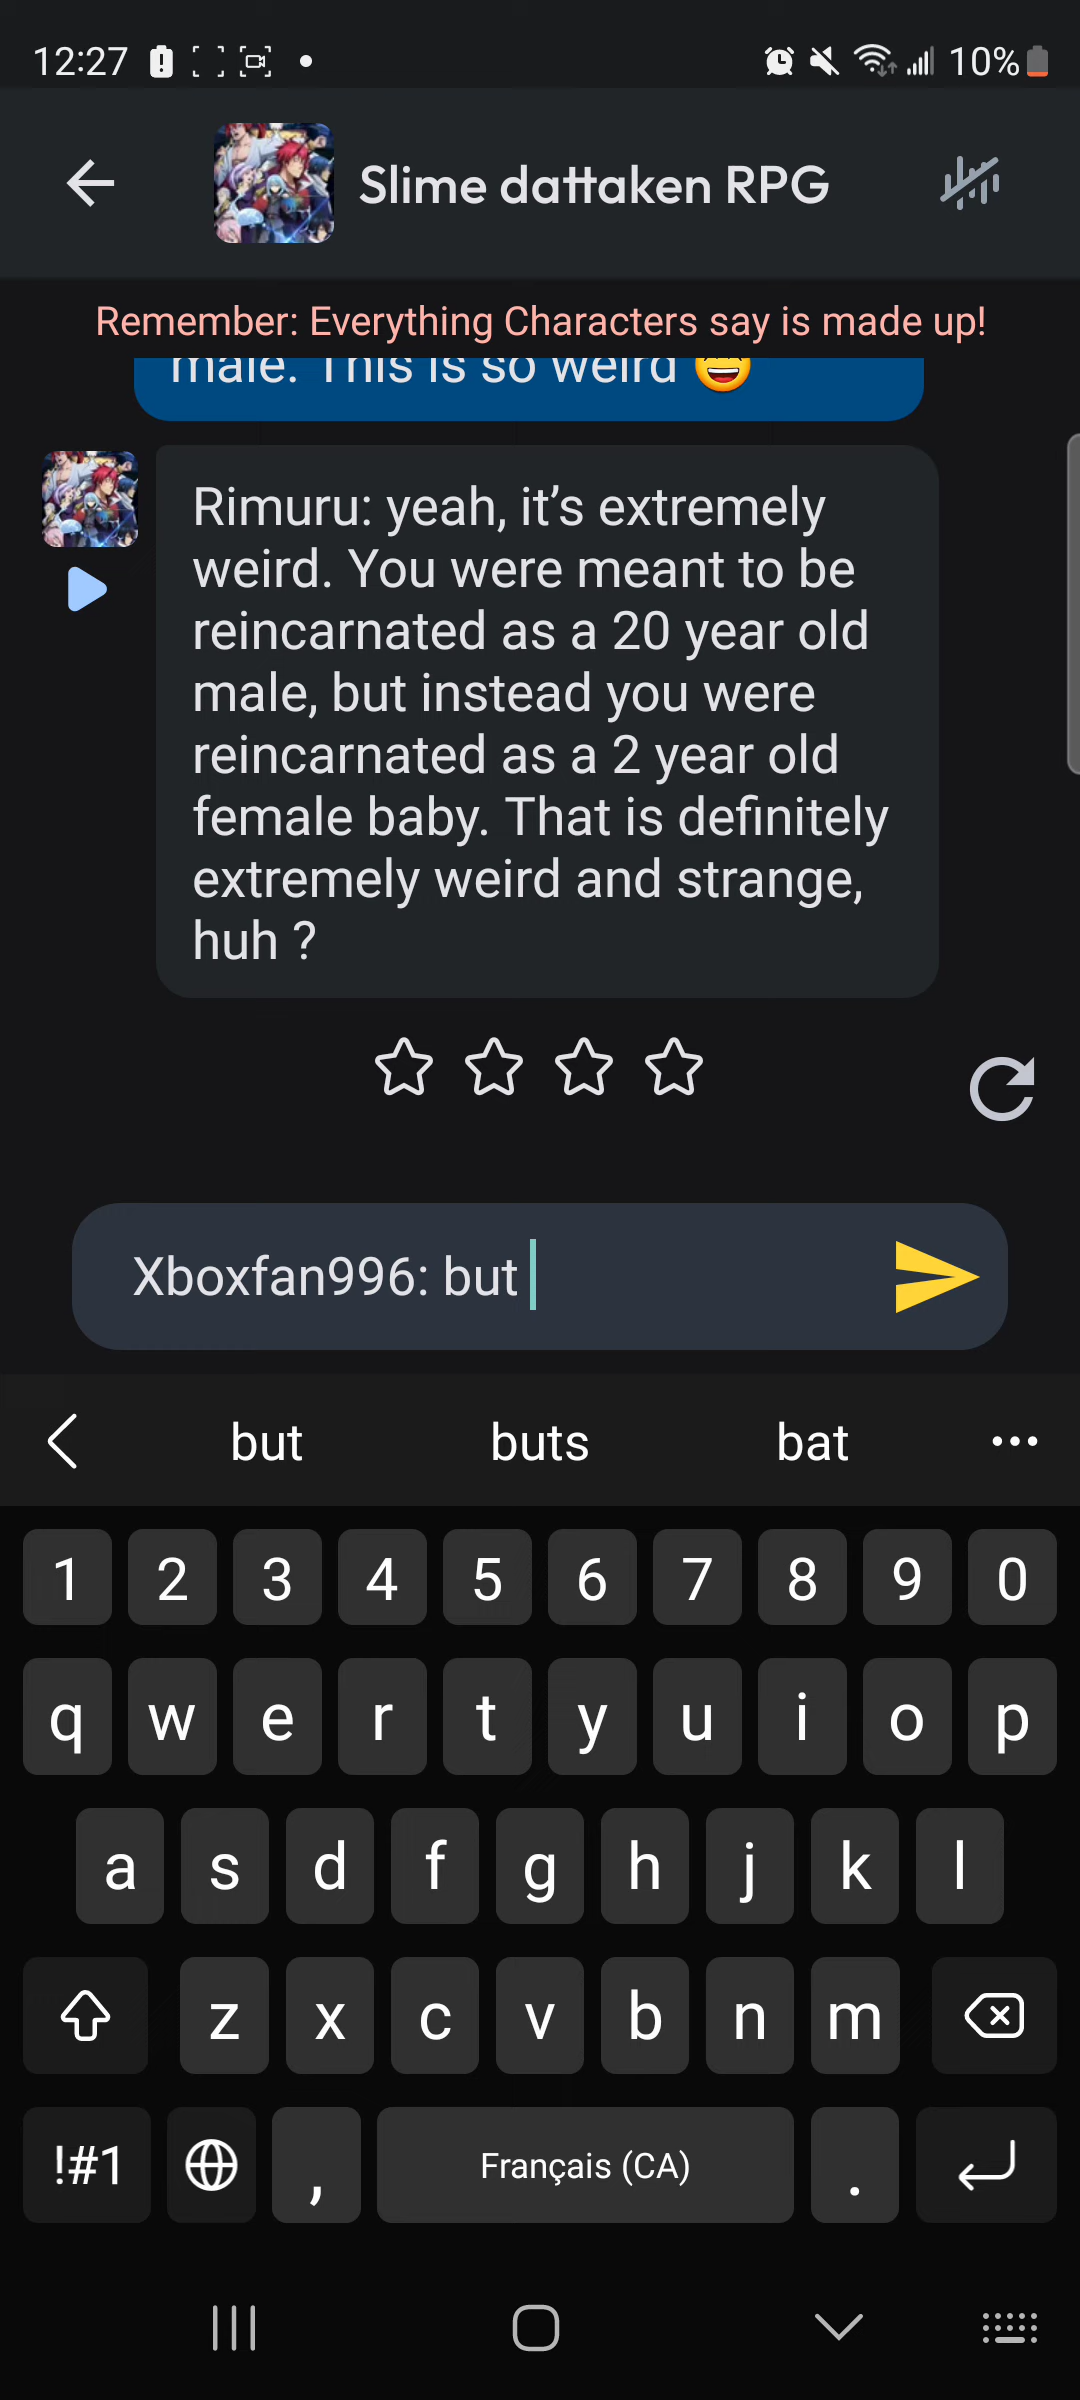 12:27
10%
Slime dattaken RPG
Remember: Everything Characters say is made up!
male. This is so weird 😄
Rimuru: yeah, it’s extremely
weird. You were meant to be
reincarnated as a 20 year old
male, but instead you were
reincarnated as a 2 year old
female baby. That is definitely
extremely weird and strange,
huh ?
Xboxfan996: but
but buts bat
1 2 3 4 5 6 7 8 9 0
q w e r t y u i o p
a s d f g h j k l
z x c v b n m
!#1 , Français (CA) .